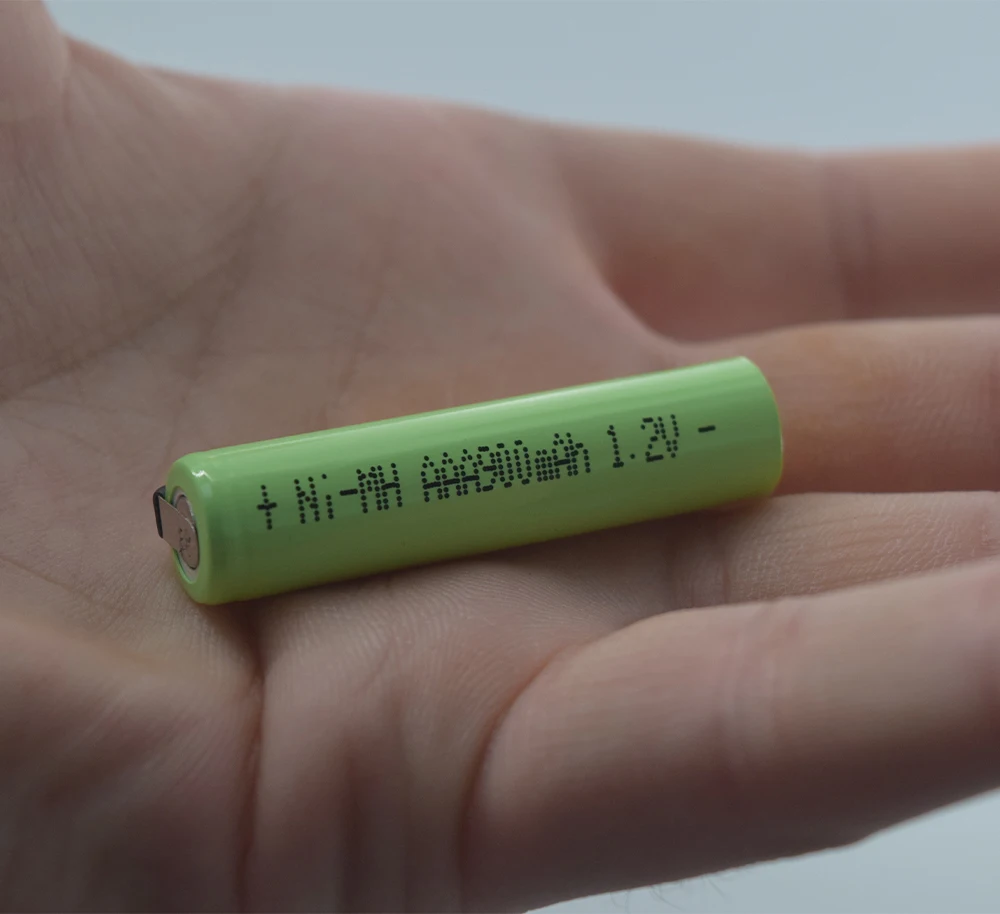 + Ni-MH AAA900mAh 1.2V -